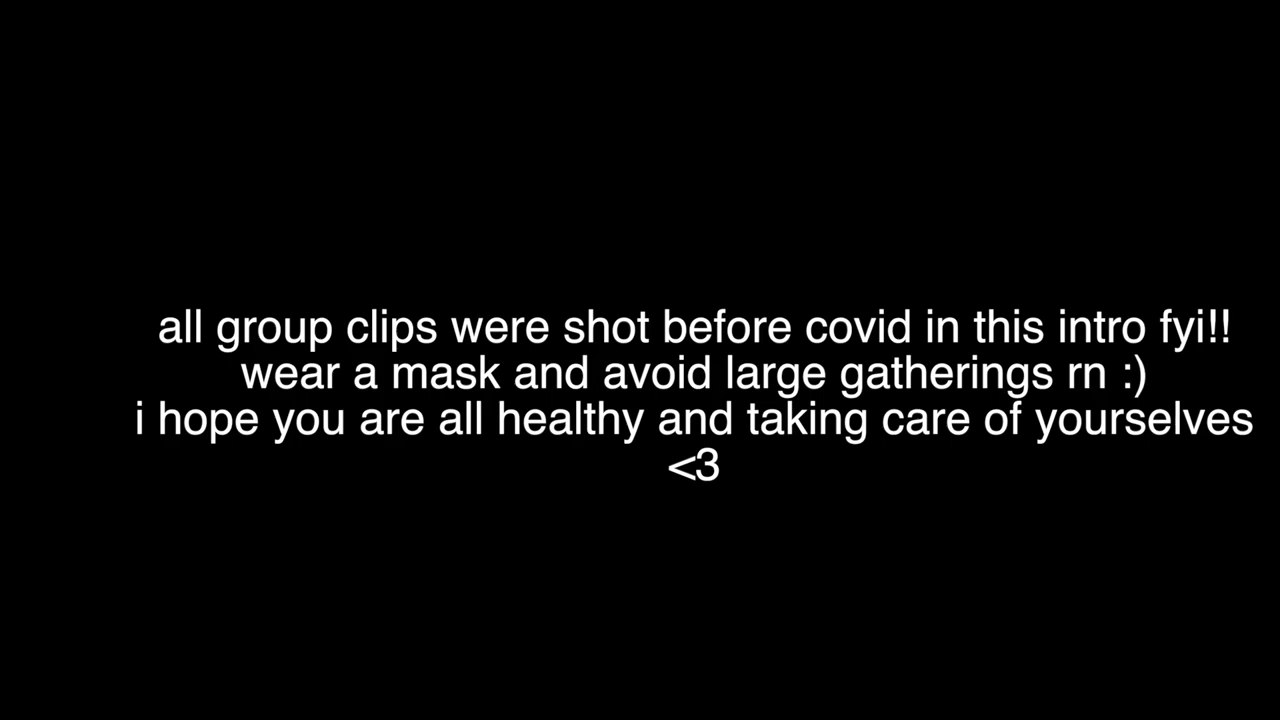 all group clips were shot before covid in this intro fyi!!
wear a mask and avoid large gatherings rn :)
i hope you are all healthy and taking care of yourselves
<3